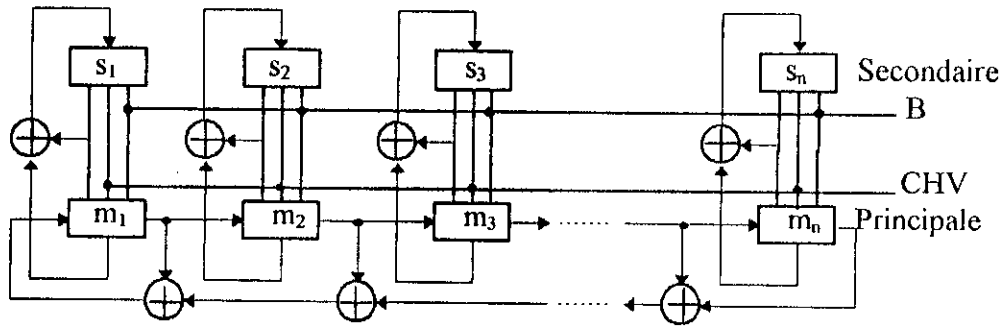 s₁ s₂ s₃ sₙ Secondaire
B
CHV
m₁ m₂ m₃ mₙ Principale